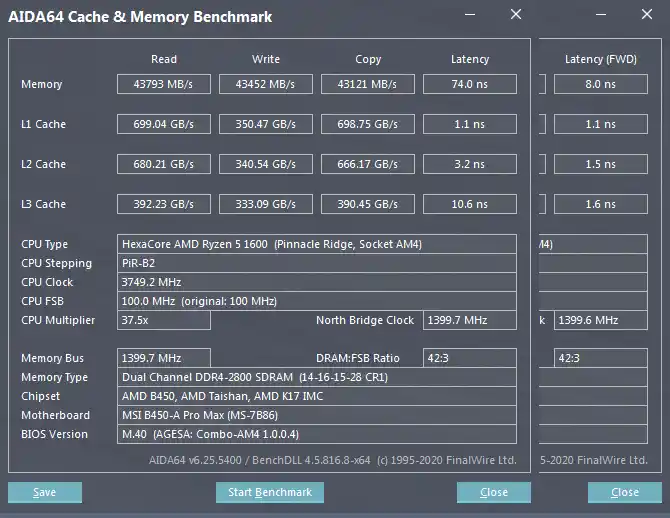 AIDA64 Cache & Memory Benchmark
Read Write Copy Latency Latency (FWD)
Memory 43793 MB/s 43452 MB/s 43121 MB/s 74.0 ns 8.0 ns
L1 Cache 699.04 GB/s 350.47 GB/s 698.75 GB/s 1.1 ns 1.1 ns
L2 Cache 680.21 GB/s 340.54 GB/s 666.17 GB/s 3.2 ns 1.5 ns
L3 Cache 392.23 GB/s 333.09 GB/s 390.45 GB/s 10.6 ns 1.6 ns
CPU Type HexaCore AMD Ryzen 5 1600 (Pinnacle Ridge, Socket AM4) M4)
CPU Stepping PiR-B2
CPU Clock 3749.2 MHz
CPU FSB 100.0 MHz (original: 100 MHz)
CPU Multiplier 37.5x North Bridge Clock 1399.7 MHz k 1399.6 MHz
Memory Bus 1399.7 MHz DRAM:FSB Ratio 42:3 42:3
Memory Type Dual Channel DDR4-2800 SDRAM (14-16-15-28 CR1)
Chipset AMD B450, AMD Taishan, AMD K17 IMC
Motherboard MSI B450-A Pro Max (MS-7B86)
BIOS Version M.40 (AGESA: Combo-AM4 1.0.0.4)
AIDA64 v6.25.5400 / BenchDLL 4.5.816.8-x64 (c) 1995-2020 FinalWire Ltd. 5-2020 FinalWire Ltd.
Save Start Benchmark Close Close